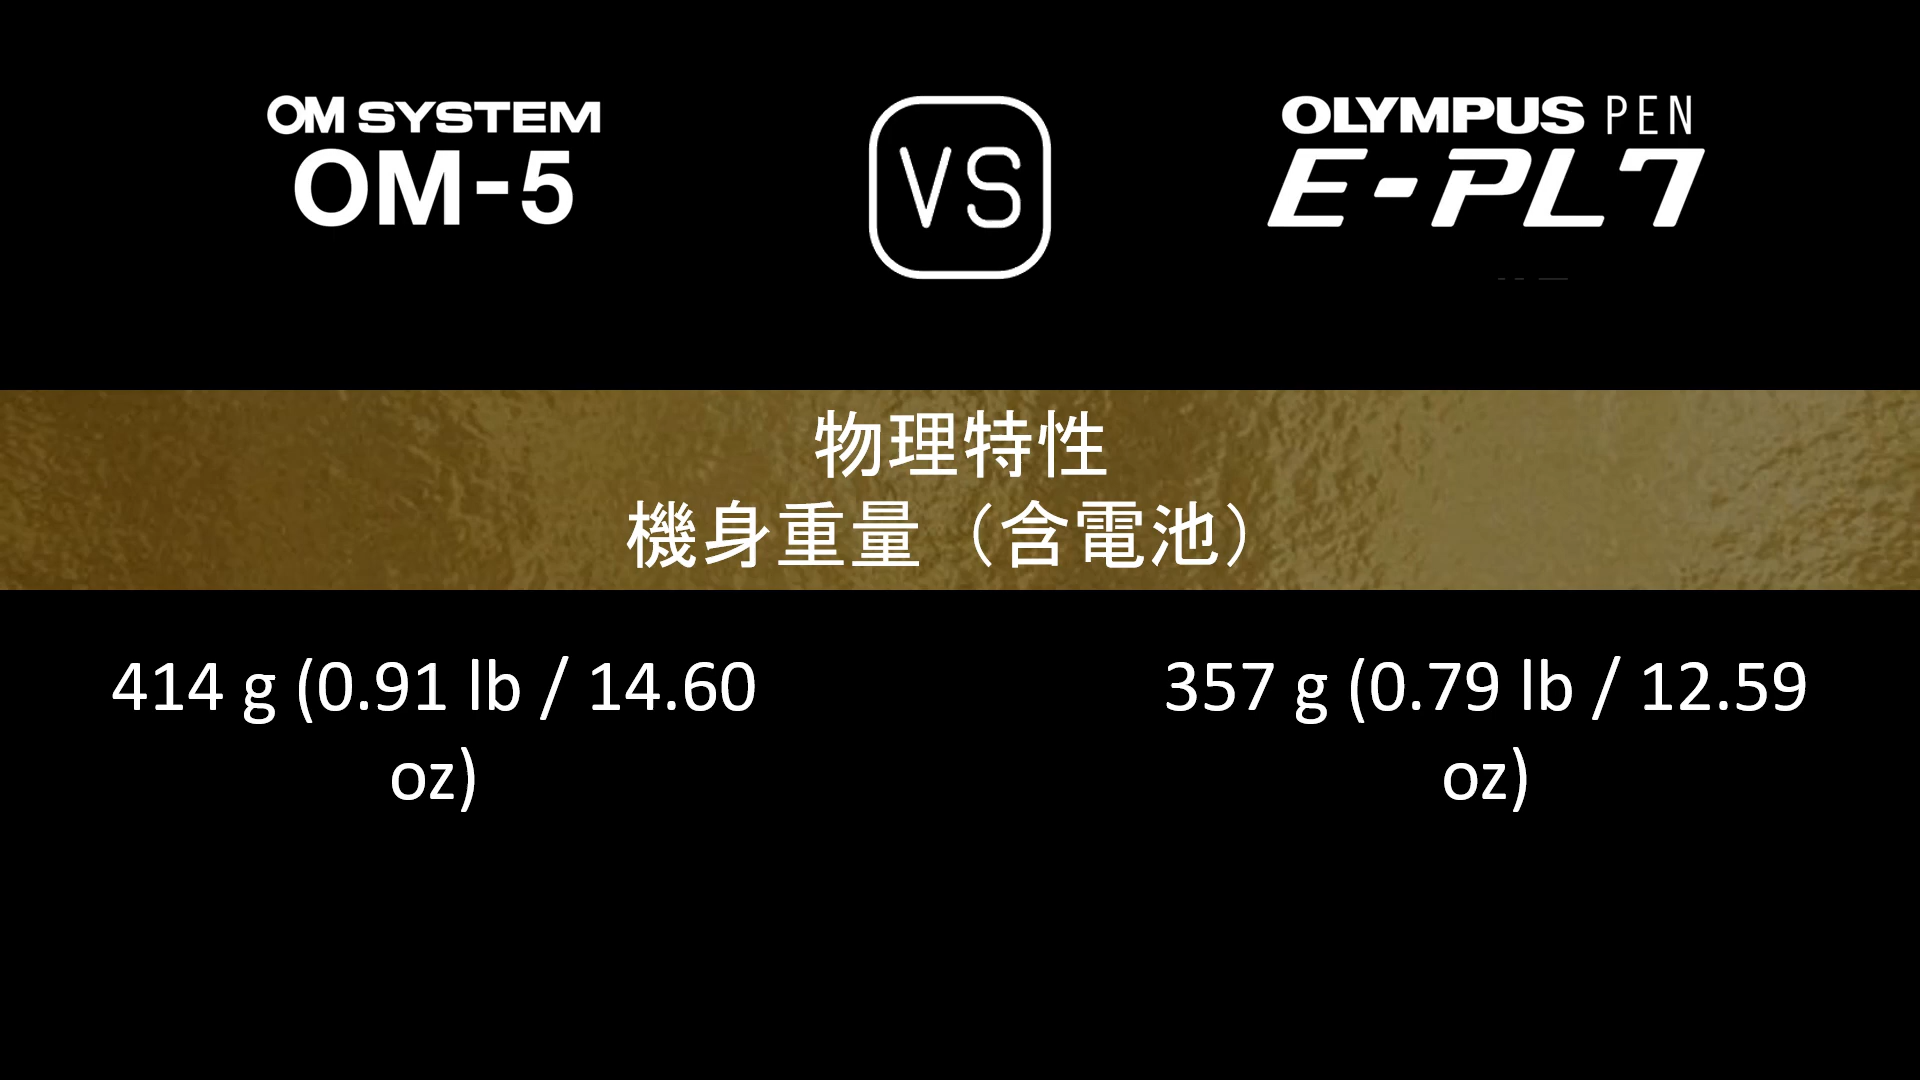 OM SYSTEM
OM-5
VS
OLYMPUS PEN
E-PL7
物理特性
機身重量（含電池）
414 g (0.91 lb / 14.60
oz)
357 g (0.79 lb / 12.59
oz)